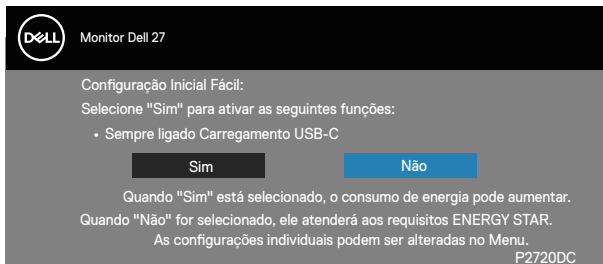 DELL
Monitor Dell 27
Configuração Inicial Fácil:
Selecione "Sim" para ativar as seguintes funções:
• Sempre ligado Carregamento USB-C
Sim Não
Quando "Sim" está selecionado, o consumo de energia pode aumentar.
Quando "Não" for selecionado, ele atenderá aos requisitos ENERGY STAR.
As configurações individuais podem ser alteradas no Menu.
P2720DC